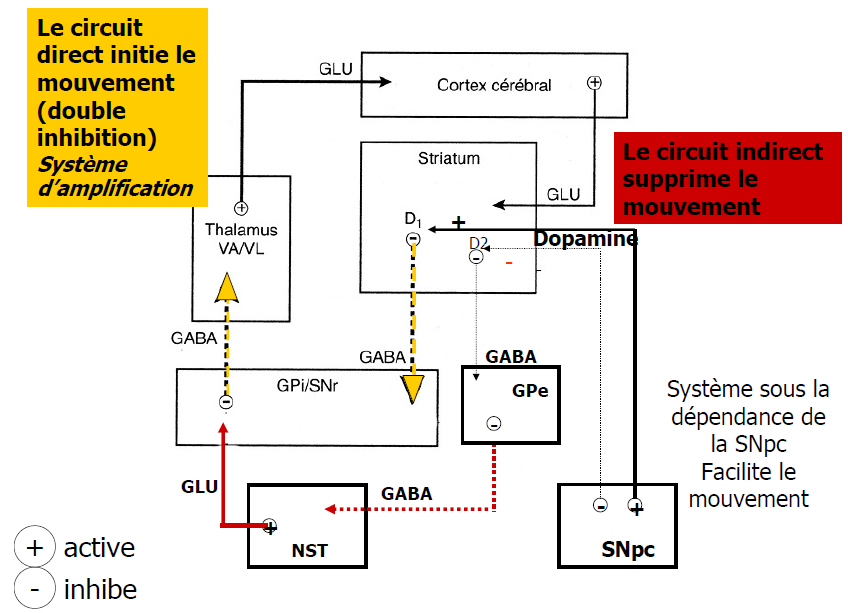 Le circuit
direct initie le
mouvement
(double
inhibition)
Système
d’amplification
GLU
Cortex cérébral
+
Le circuit indirect
supprime le
mouvement
Striatum
GLU
+
Thalamus
VA/VL
D1
+
-
D2
-
-
Dopamine
-
GABA
GABA
GABA
GPi/SNr
-
GPe
-
Système sous la
dépendance de
la SNpc
Facilite le
mouvement
GLU
GABA
+
NST
-
+
SNpc
+ active
- inhibe